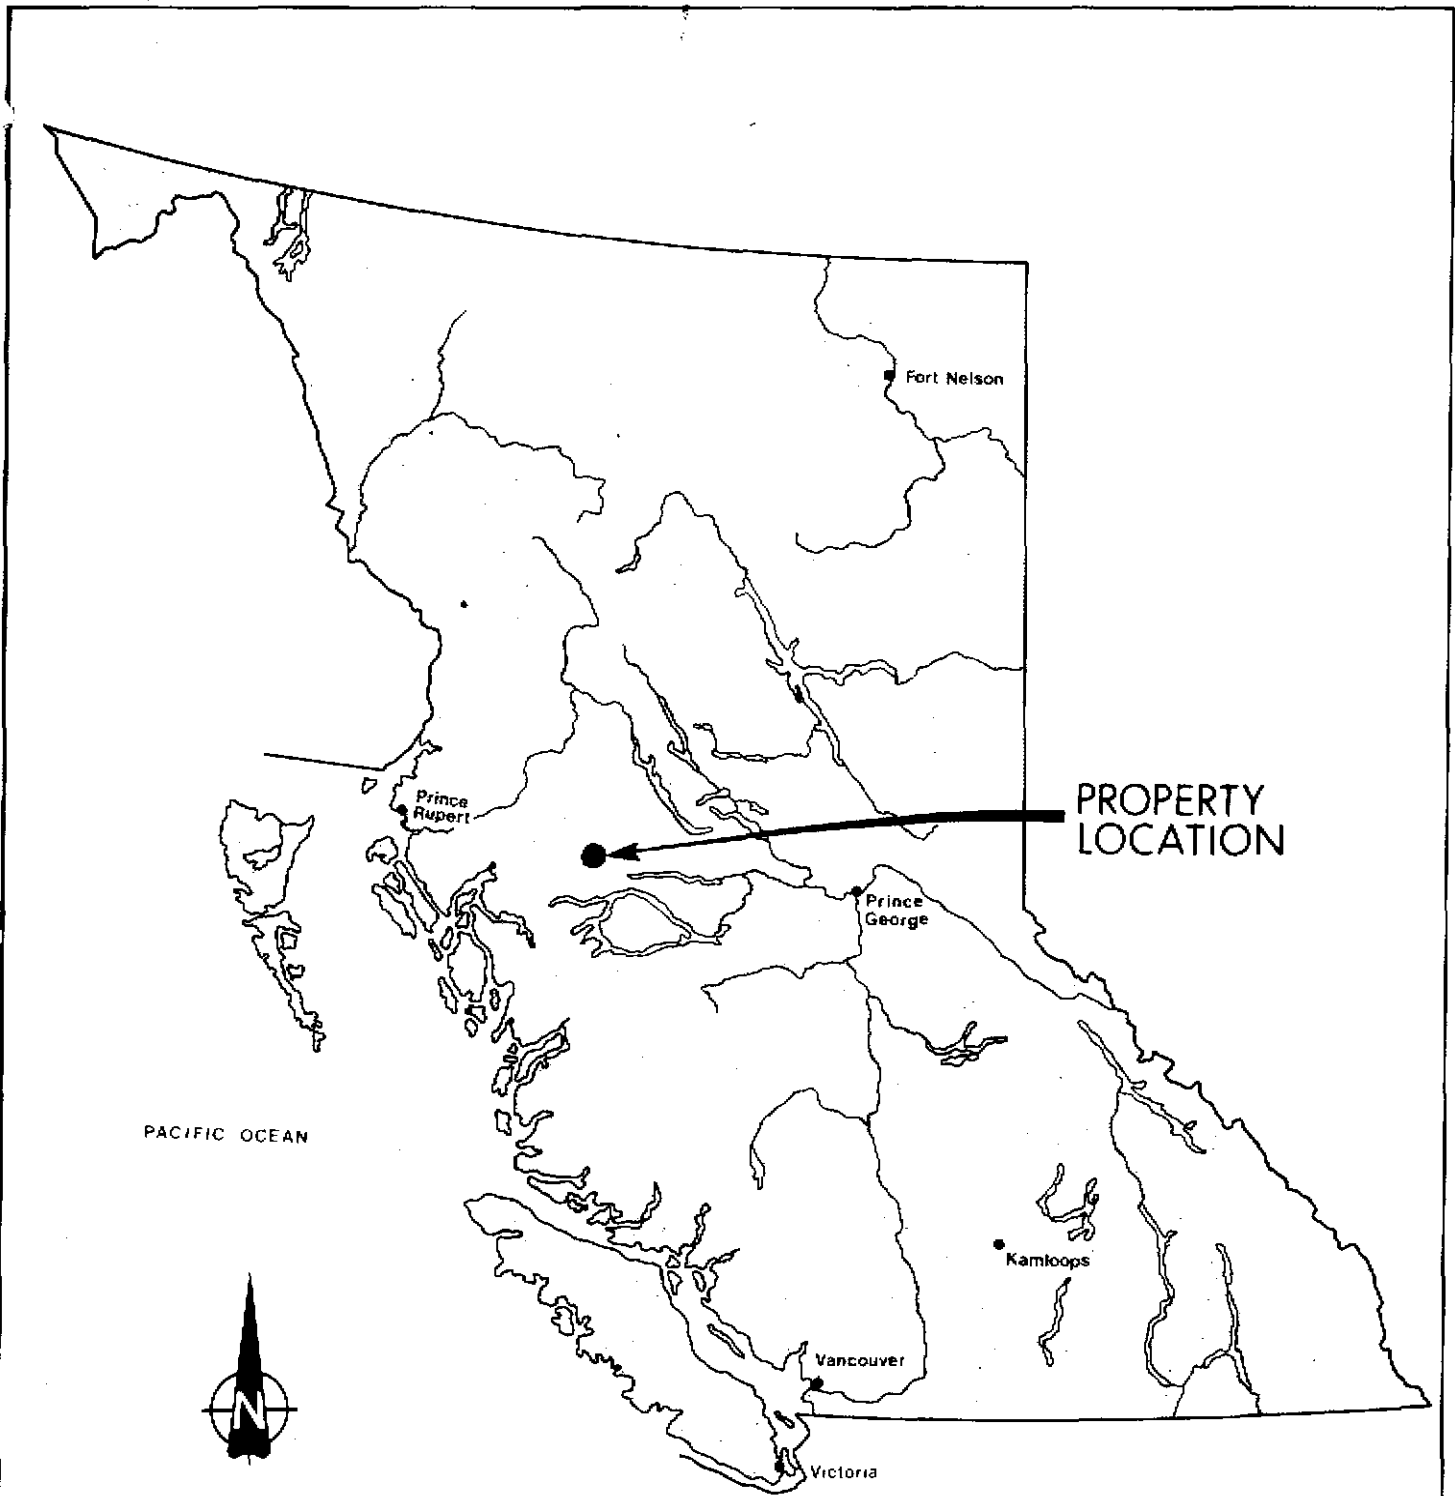 Fort Nelson
Prince
Rupert
PROPERTY
LOCATION
Prince
George
PACIFIC OCEAN
Kamloops
Vancouver
N
Victoria